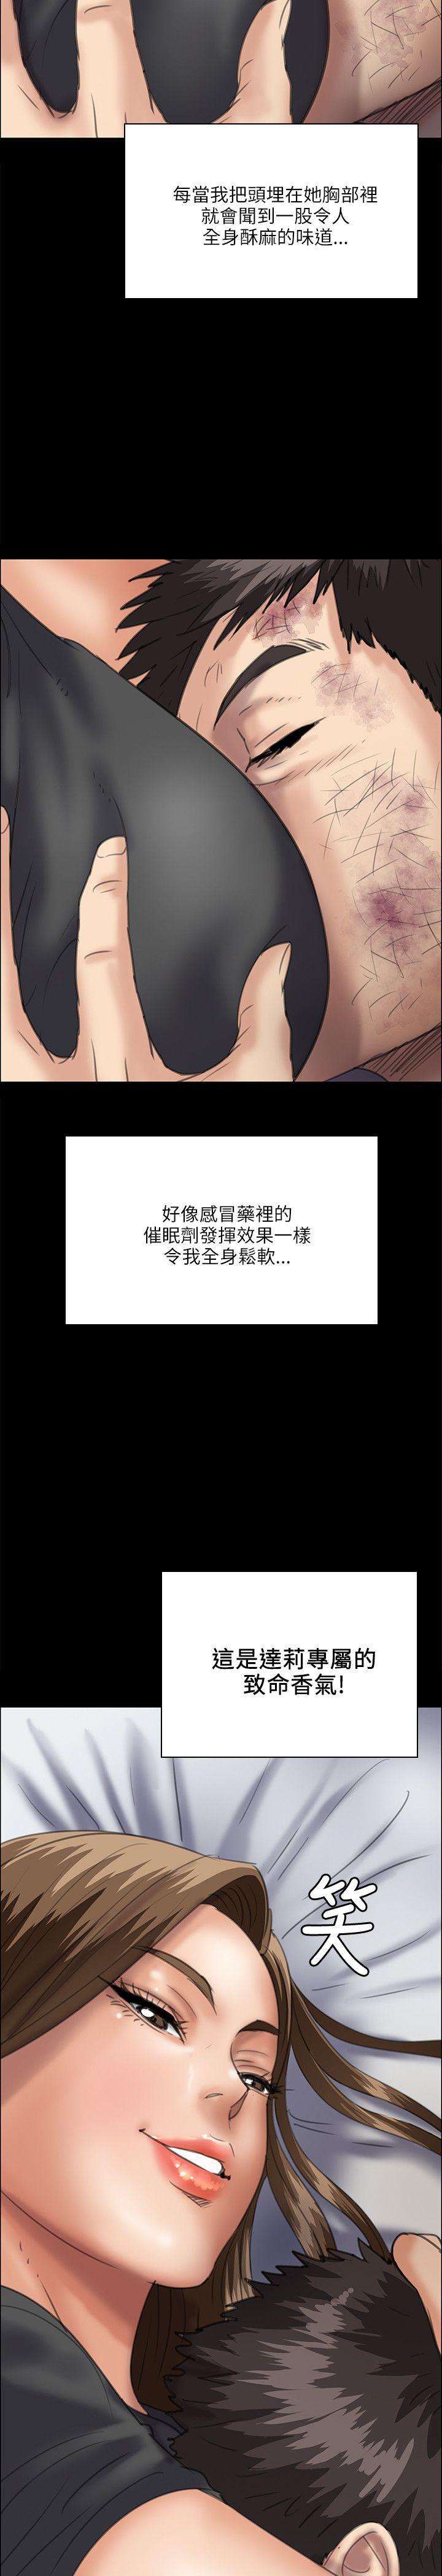 每當我把頭埋在她胸部裡
就會聞到一股令人
全身酥麻的味道...
好像感冒藥裡的
催眠劑發揮效果一樣
令我全身鬆軟...
這是達莉專屬的
致命香氣!
笑